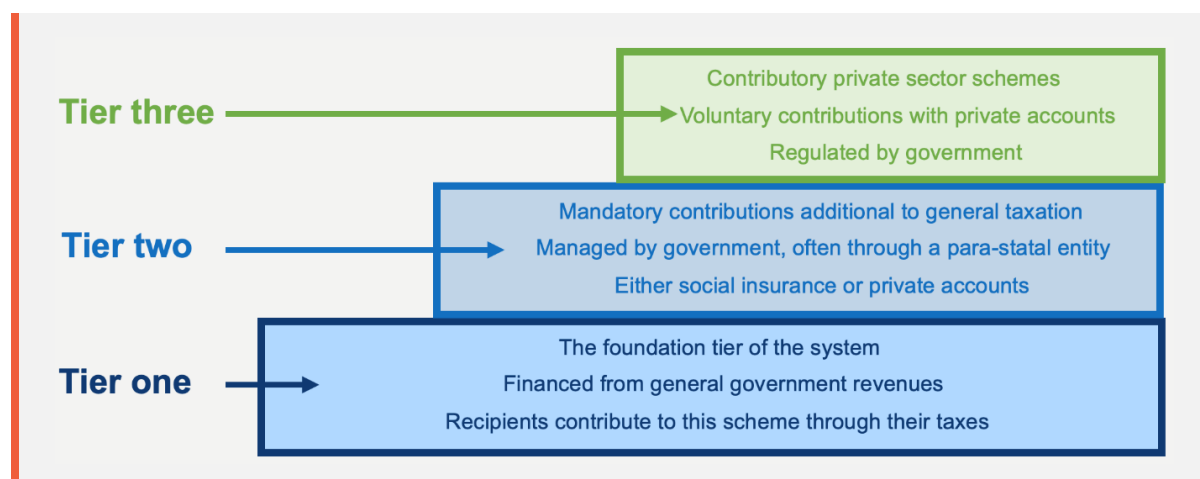 Tier three
Contributory private sector schemes
Voluntary contributions with private accounts
Regulated by government
Tier two
Mandatory contributions additional to general taxation
Managed by government, often through a para-statal entity
Either social insurance or private accounts
Tier one
The foundation tier of the system
Financed from general government revenues
Recipients contribute to this scheme through their taxes